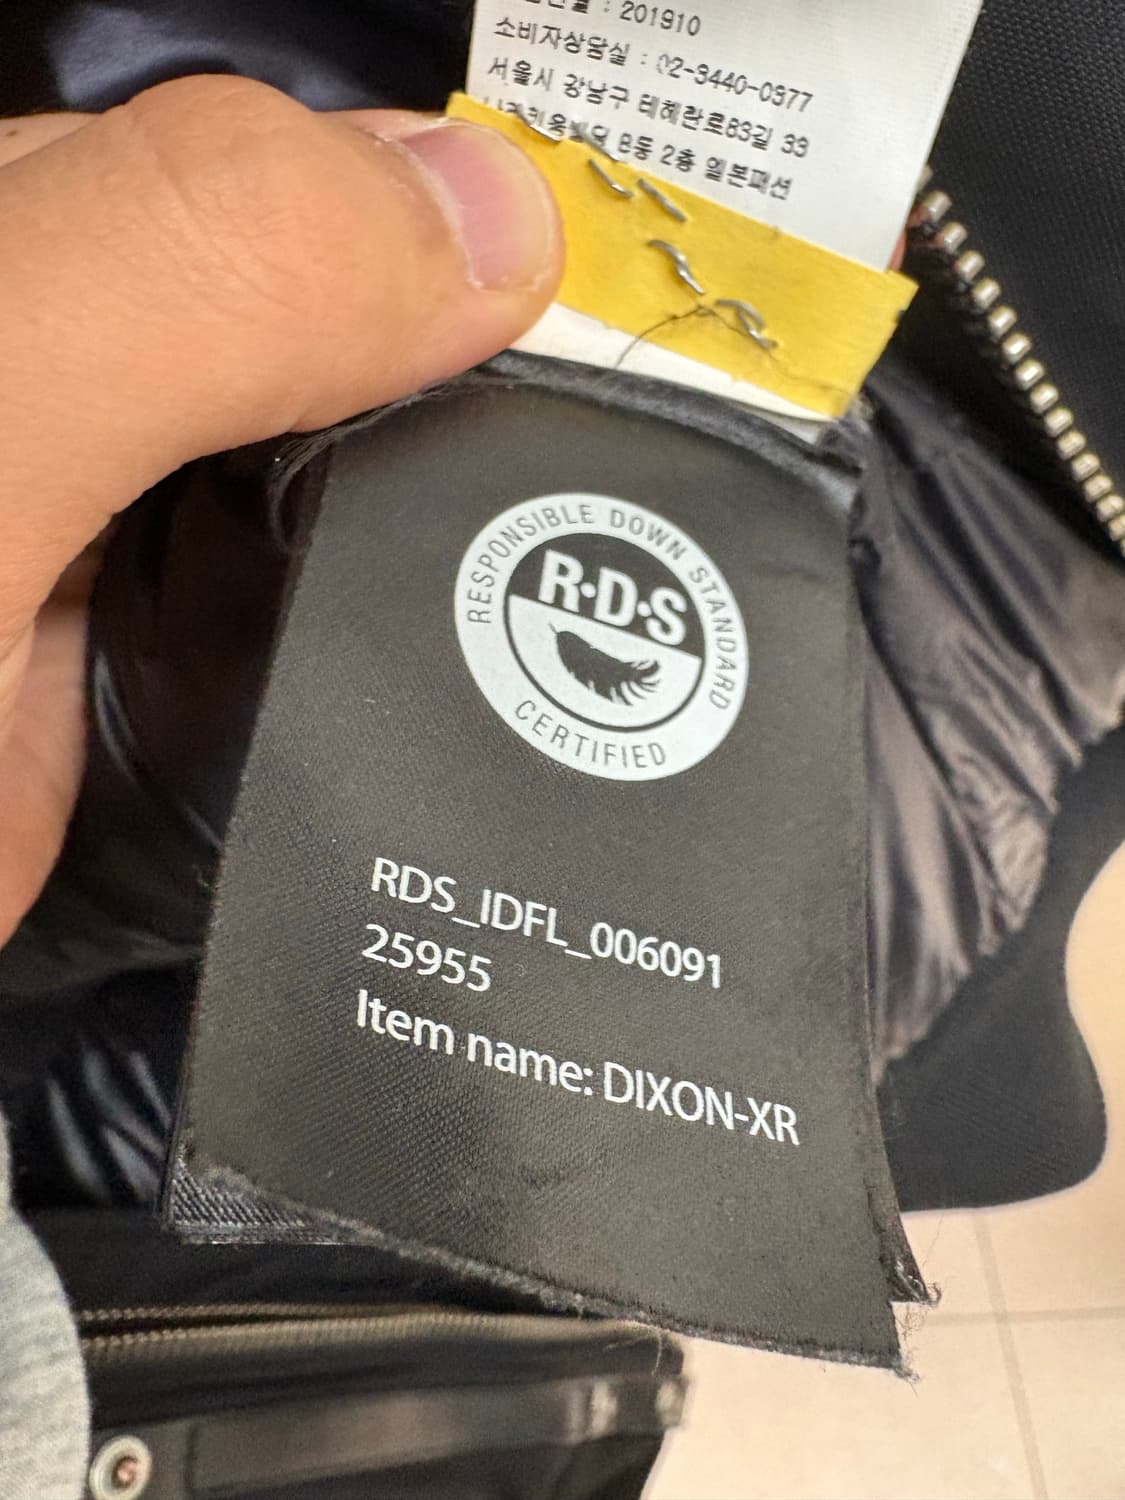 : 201910
소비자상담실 : 02-3440-0977
서울시 강남구 테헤란로83길 33
B동 2층 일본패션
RESPONSIBLE DOWN STANDARD
R·D·S
CERTIFIED
RDS_IDFL_006091
25955
Item name: DIXON-XR